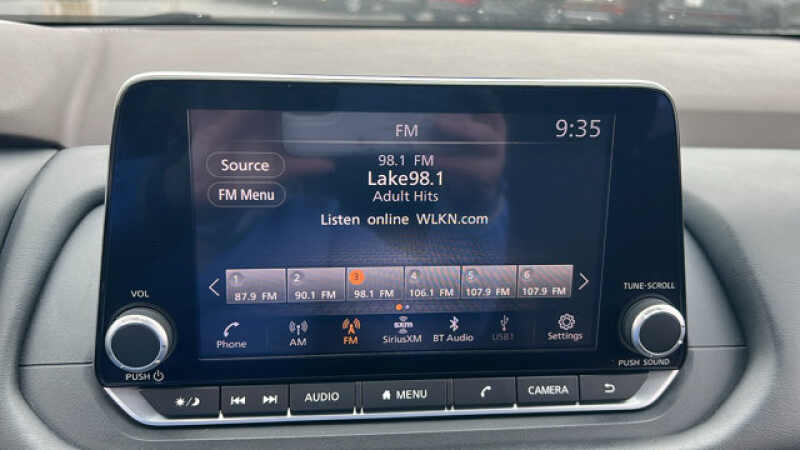 FM
9:35
Source
98.1 FM
FM Menu
Lake98.1
Adult Hits
Listen online WLKN.com
1
2
3
4
5
6
87.9 FM
90.1 FM
98.1 FM
106.1 FM
107.9 FM
107.9 FM
VOL
TUNE·SCROLL
sxm
Phone
AM
FM
SiriusXM
BT Audio
USB1
Settings
PUSH
PUSH SOUND
AUDIO
MENU
CAMERA